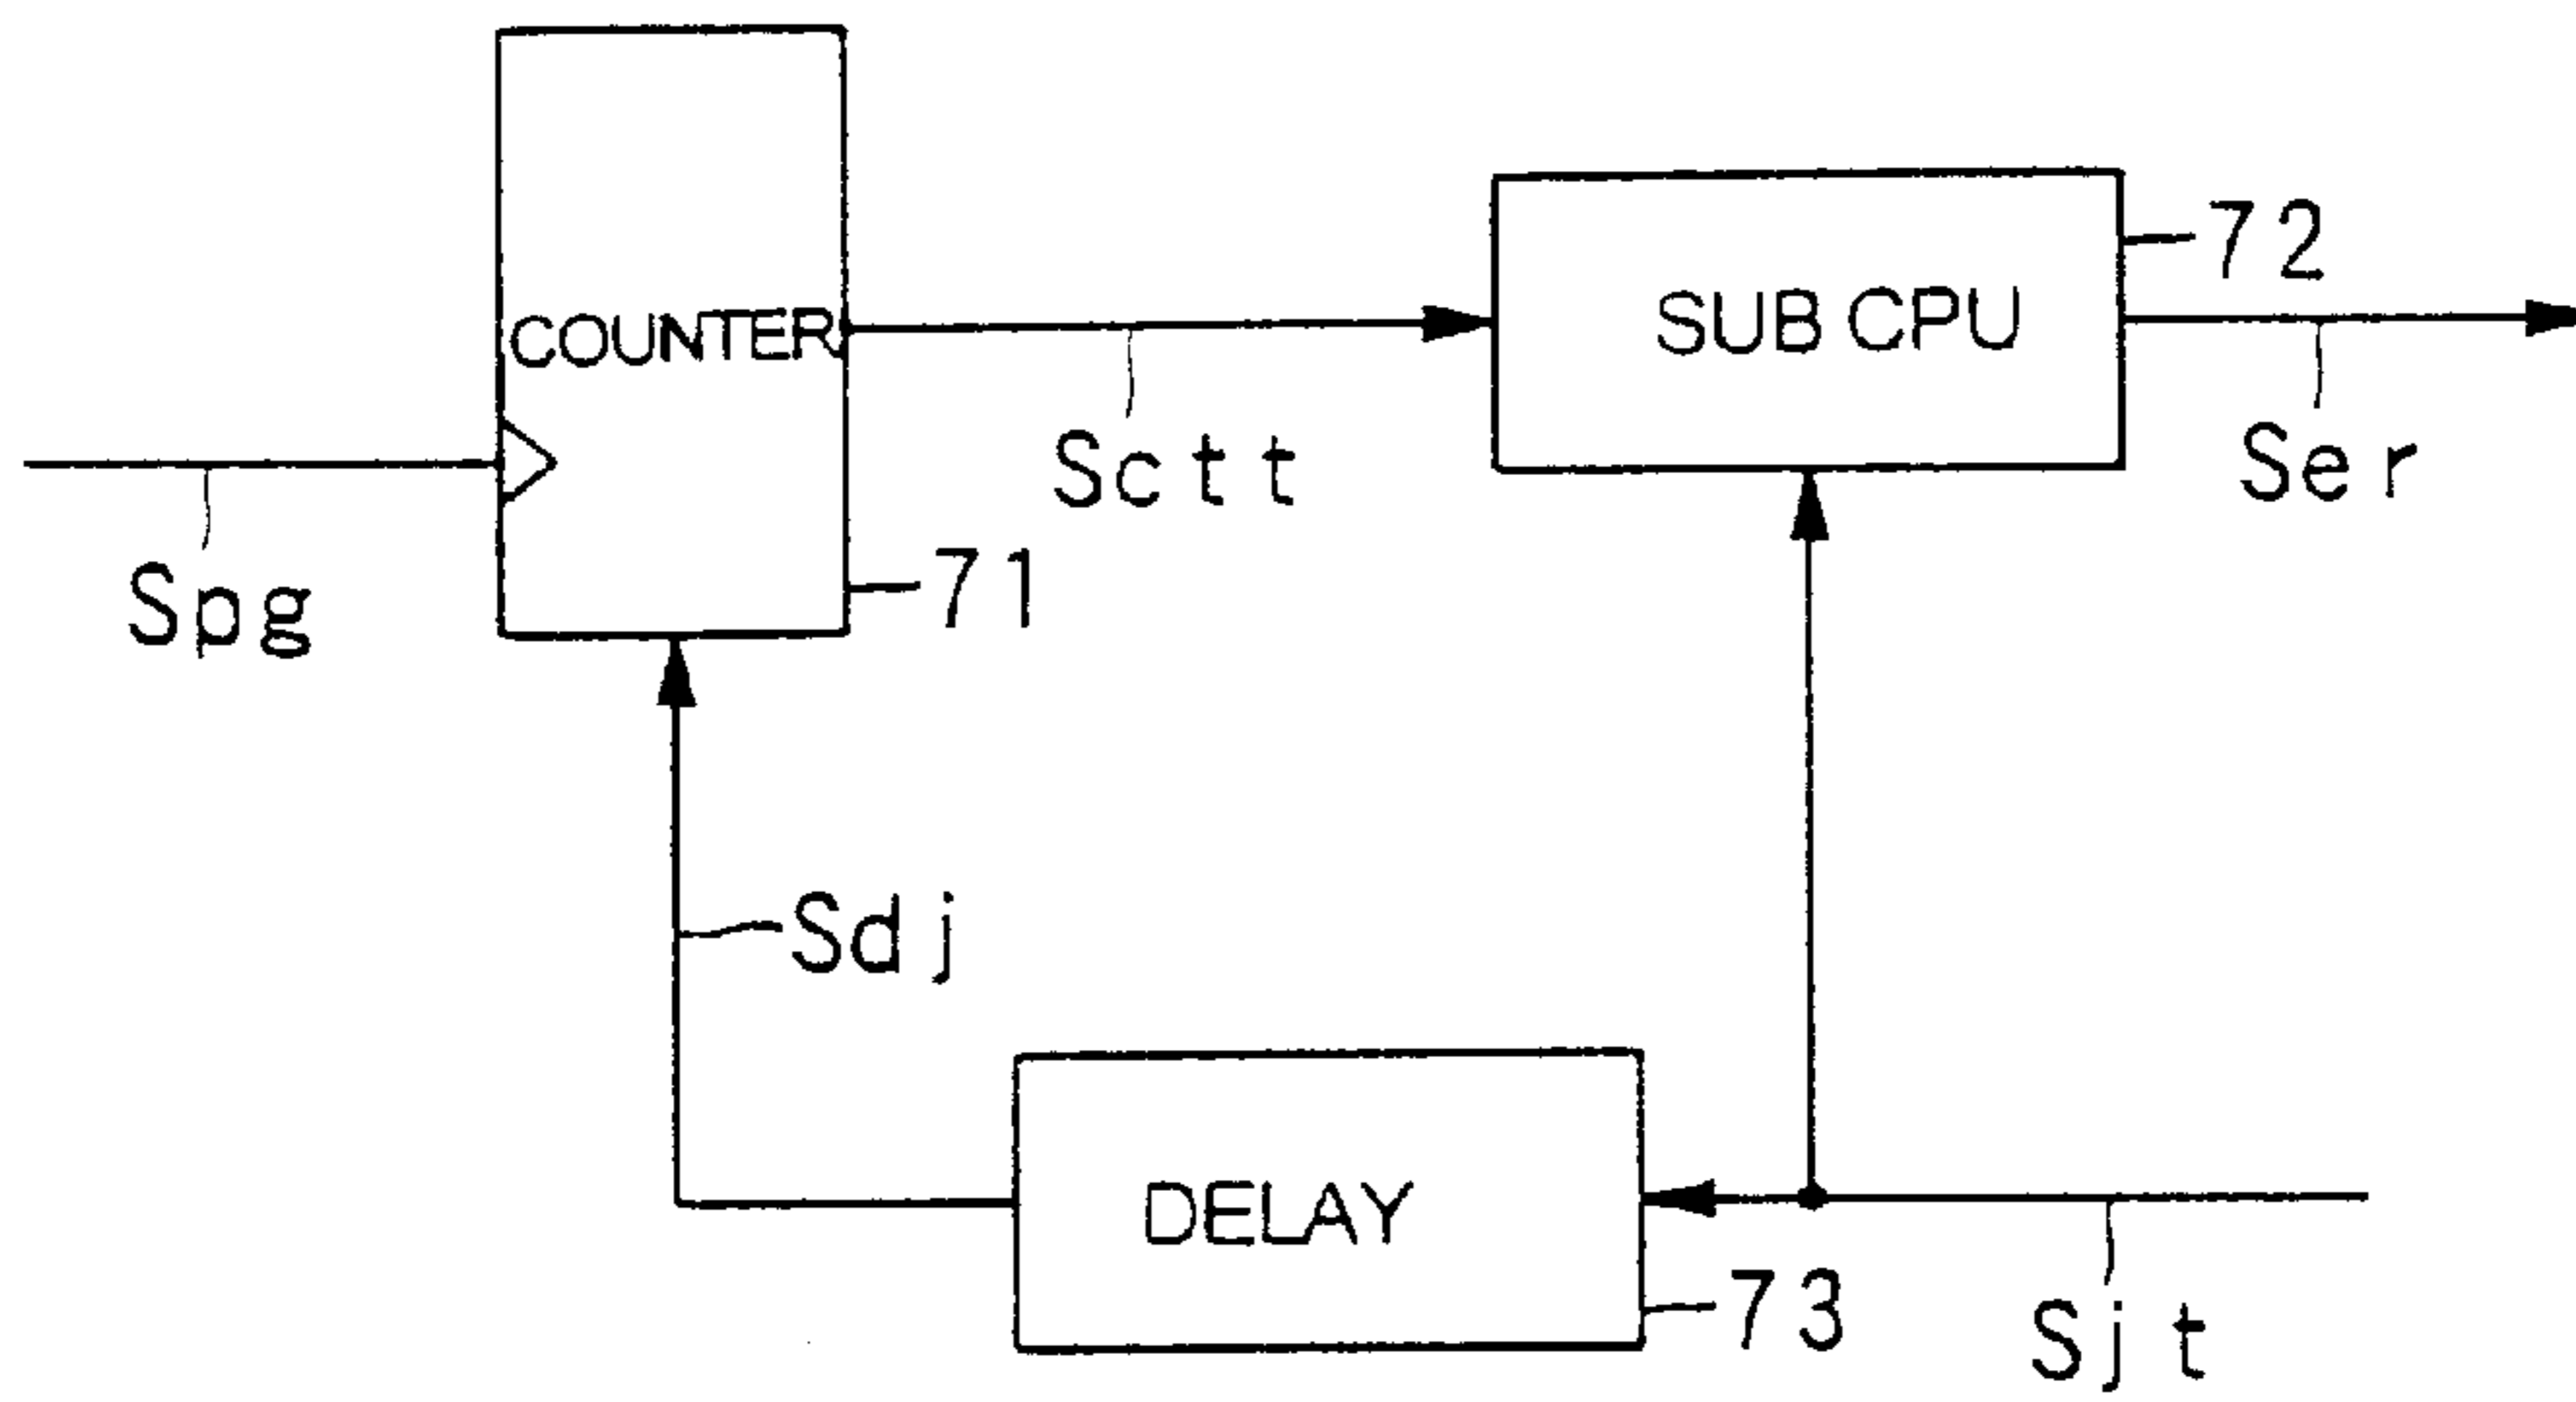 72
COUNTER
SUB CPU
Sctt
Ser
Spg
71
Sdj
DELAY
73
Sjt